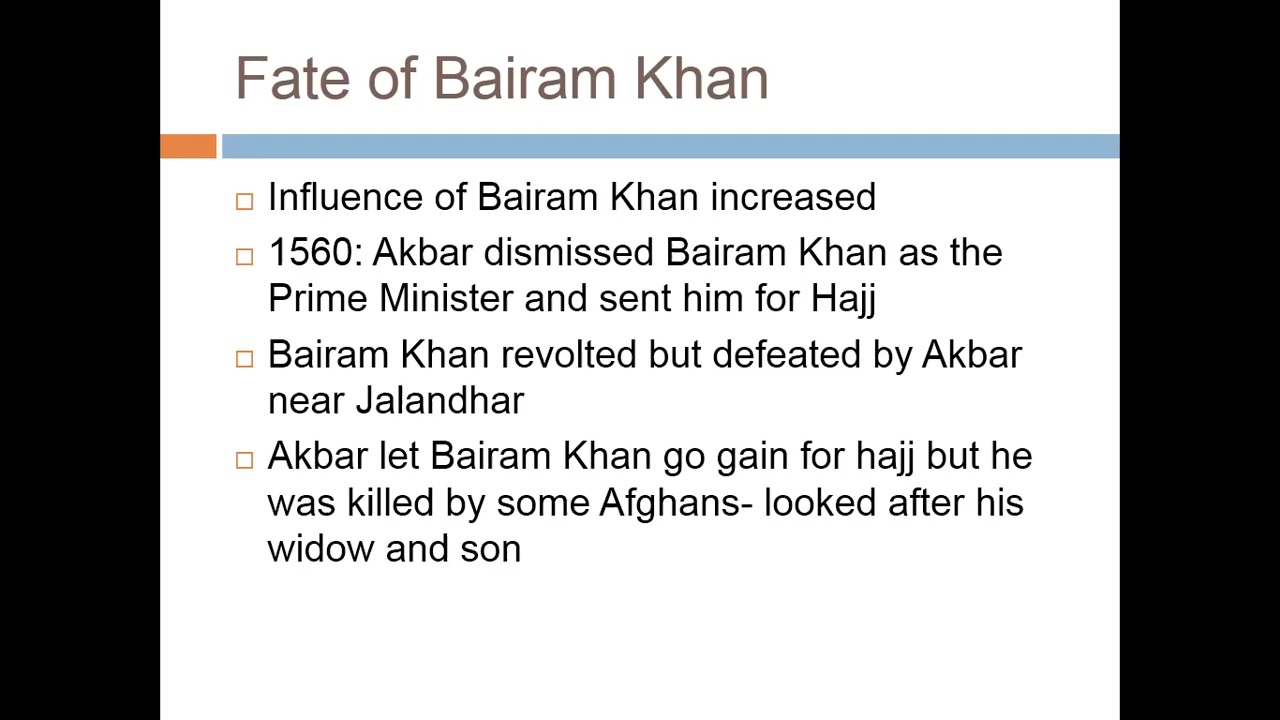 Fate of Bairam Khan
Influence of Bairam Khan increased
1560: Akbar dismissed Bairam Khan as the
Prime Minister and sent him for Hajj
Bairam Khan revolted but defeated by Akbar
near Jalandhar
Akbar let Bairam Khan go gain for hajj but he
was killed by some Afghans- looked after his
widow and son